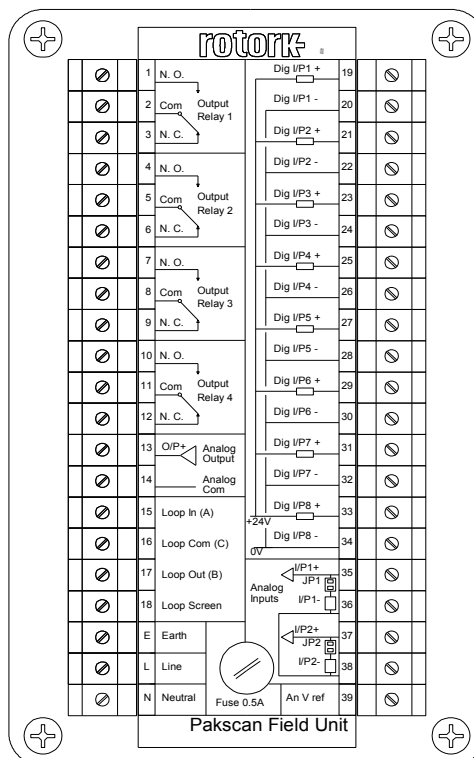 rotork
1 N. O.
2 Com
3 N. C.
Output
Relay 1
4 N. O.
5 Com
6 N. C.
Output
Relay 2
7 N. O.
8 Com
9 N. C.
Output
Relay 3
10 N. O.
11 Com
12 N. C.
Output
Relay 4
13 O/P+
Analog
Output
14 Analog
Com
15 Loop In (A)
16 Loop Com (C)
17 Loop Out (B)
18 Loop Screen
E Earth
L Line
N Neutral
Fuse 0.5A
Dig I/P1 + 19
Dig I/P1 - 20
Dig I/P2 + 21
Dig I/P2 - 22
Dig I/P3 + 23
Dig I/P3 - 24
Dig I/P4 + 25
Dig I/P4 - 26
Dig I/P5 + 27
Dig I/P5 - 28
Dig I/P6 + 29
Dig I/P6 - 30
Dig I/P7 + 31
Dig I/P7 - 32
Dig I/P8 + 33
+24V
Dig I/P8 - 34
0V
Analog
Inputs
I/P1+ 35
JP1
I/P1- 36
I/P2+ 37
JP2
I/P2- 38
An V ref 39
Pakscan Field Unit